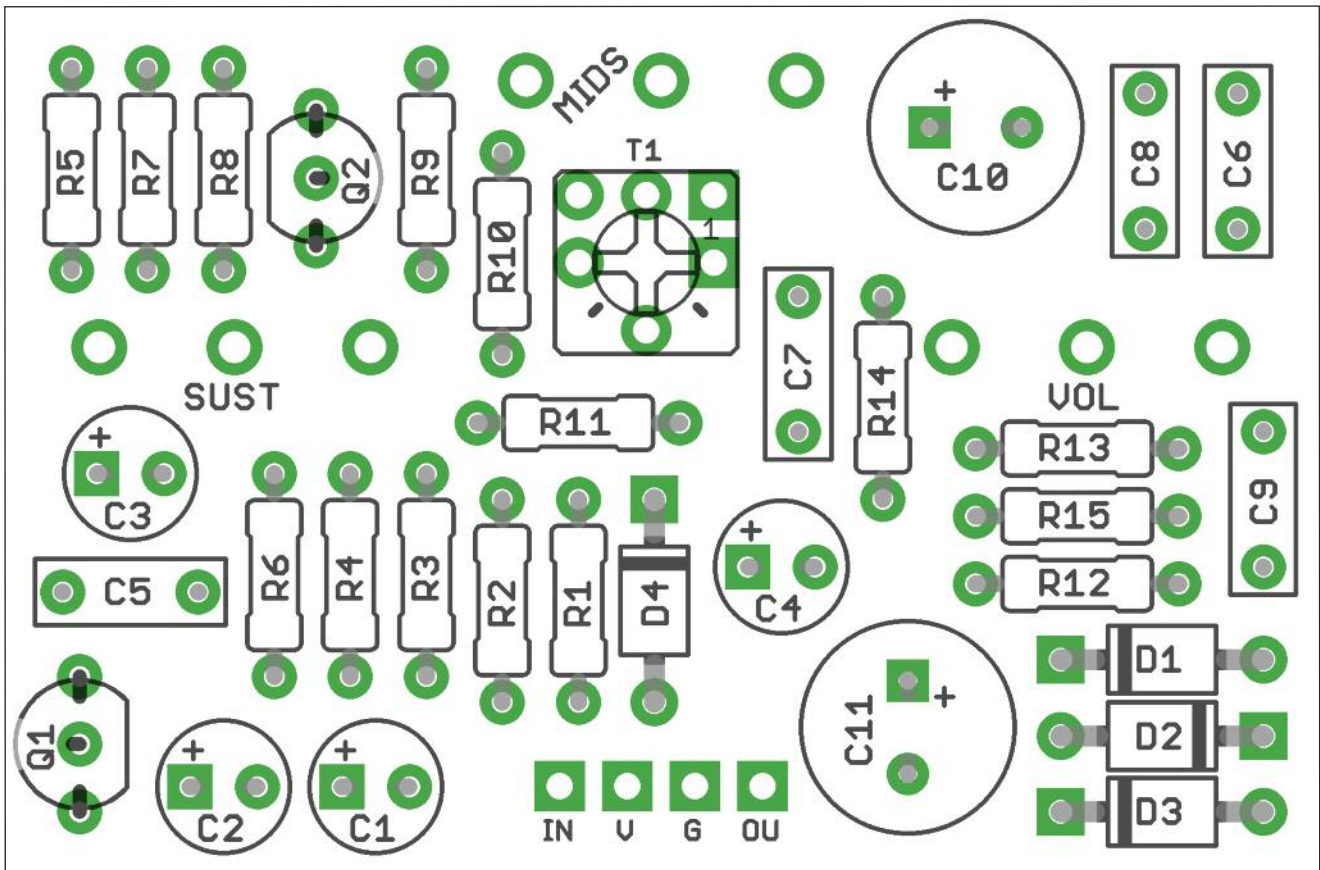 MIDS
+
T1
R5
R7
R8
Q2
R9
R10
1
C10
C8
C6
SUST
R11
C7
R14
VOL
R13
+
C3
R15
C9
C5
R6
R4
R3
R2
R1
D4
+
C4
R12
D1
Q1
+
C2
+
C1
C11
+
D2
D3
IN
V
G
OU